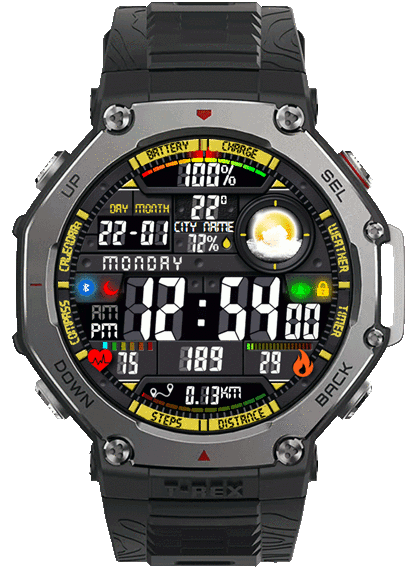 UP
SEL
BATTERY CHARGE
100%
DAY MONTH
22-01
22°
CITY NAME
72%
CALENDAR
WEATHER
MONDAY
AM
PM
12:54
00
COMPASS
TIMER
75
189
29
DOWN
BACK
0.13KM
STEPS DISTANCE
T-REX